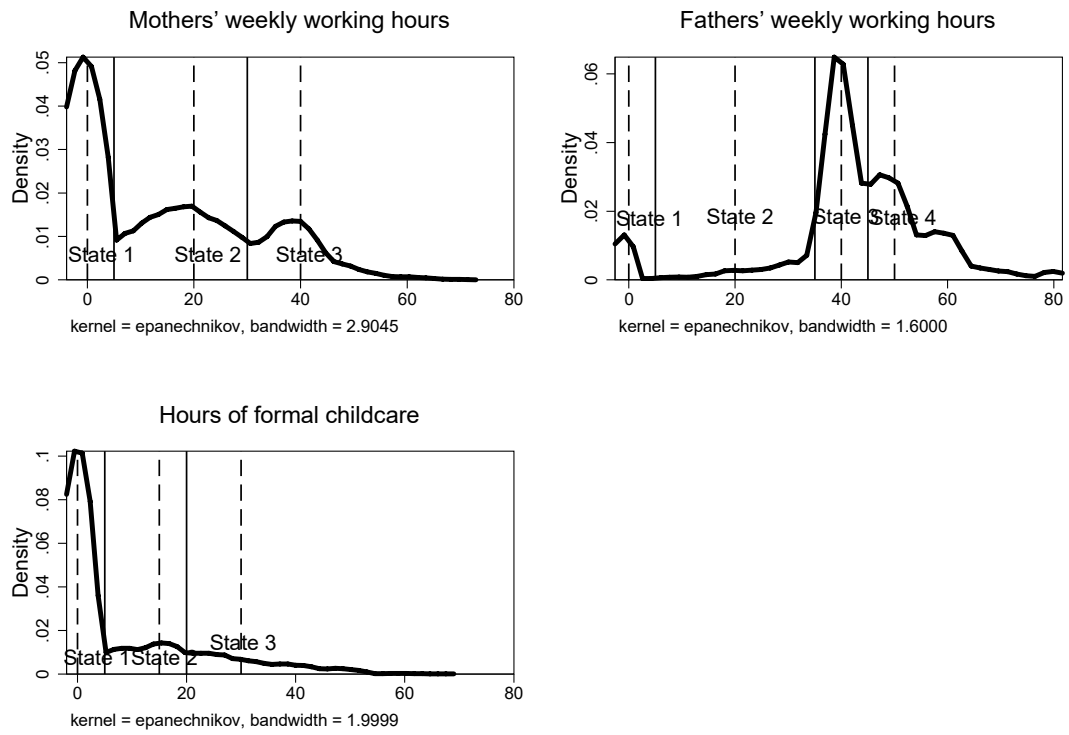 Mothers’ weekly working hours
Density
0 .01 .02 .03 .04 .05
State 1 State 2 State 3
0 20 40 60 80
kernel = epanechnikov, bandwidth = 2.9045
Fathers’ weekly working hours
Density
0 .02 .04 .06
State 1 State 2 State 3 State 4
0 20 40 60 80
kernel = epanechnikov, bandwidth = 1.6000
Hours of formal childcare
Density
0 .02 .04 .06 .08 .1
State 1 State 2 State 3
0 20 40 60 80
kernel = epanechnikov, bandwidth = 1.9999